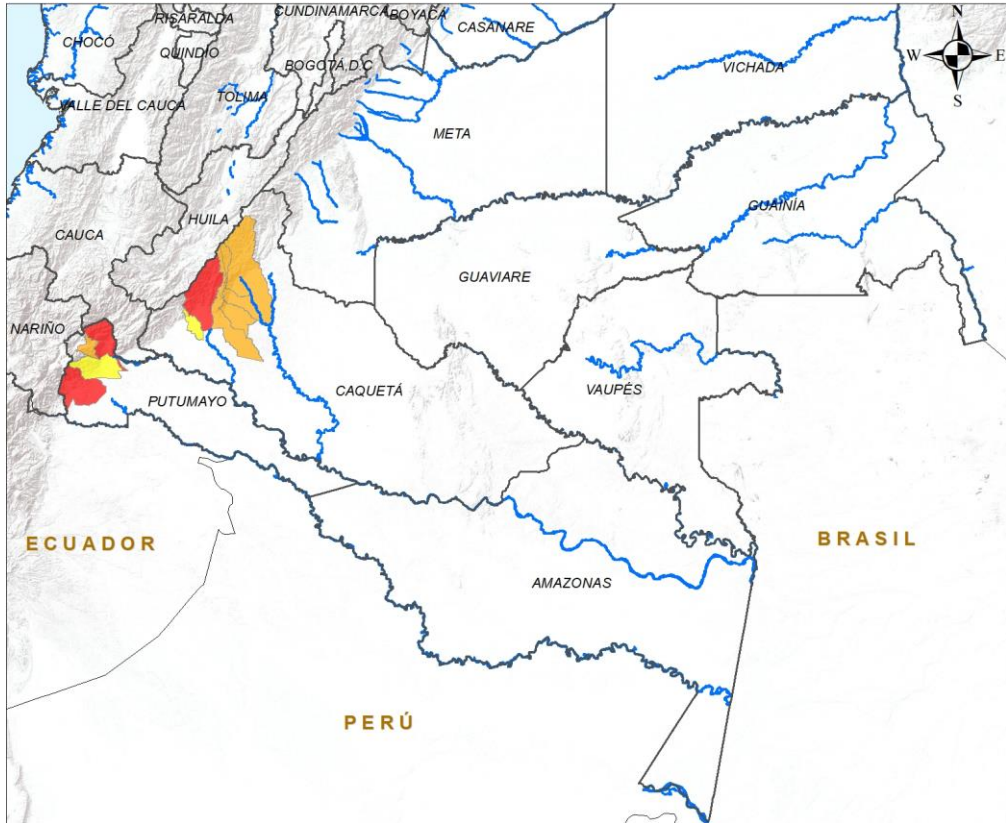 RISARALDA
CUNDINAMARCA
BOYACÁ
CASANARE
N
CHOCÓ
QUINDÍO
BOGOTÁ D.C
W
E
VICHADA
S
VALLE DEL CAUCA
TOLIMA
META
HUILA
GUAINÍA
CAUCA
GUAVIARE
NARIÑO
CAQUETÁ
VAUPÉS
PUTUMAYO
ECUADOR
BRASIL
AMAZONAS
PERÚ